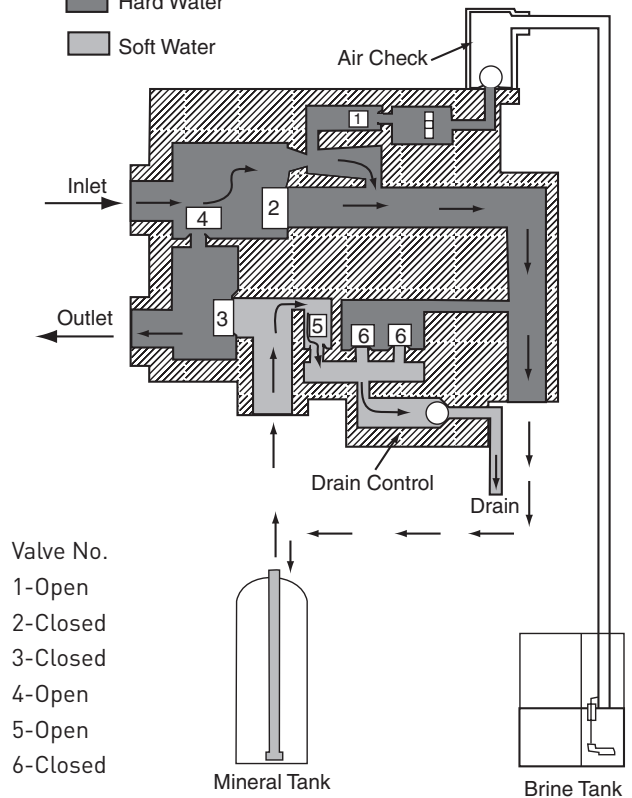 Hard Water
Soft Water
Air Check
1
Inlet
2
4
Outlet
3
5
6
6
Drain Control
Drain
Valve No.
1-Open
2-Closed
3-Closed
4-Open
5-Open
6-Closed
Mineral Tank
Brine Tank